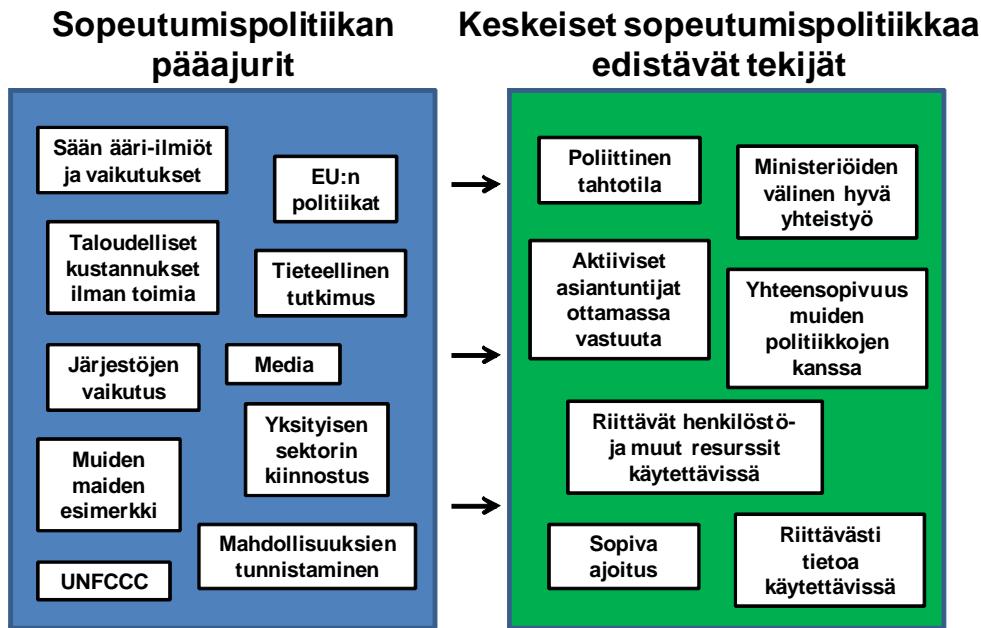 Sopeutumispolitiikan
pääajurit
Sään ääri-ilmiöt
ja vaikutukset
EU:n
politiikat
Taloudelliset
kustannukset
ilman toimia
Tieteellinen
tutkimus
Järjestöjen
vaikutus
Media
Yksityisen
sektorin
kiinnostus
Muiden
maiden
esimerkki
Mahdollisuuksien
tunnistaminen
UNFCCC
Keskeiset sopeutumispolitiikkaa
edistävät tekijät
Poliittinen
tahtotila
Ministeriöiden
välinen hyvä
yhteistyö
Aktiiviset
asiantuntijat
ottamassa
vastuuta
Yhteensopivuus
muiden
politiikkojen
kanssa
Riittävät henkilöstö-
ja muut resurssit
käytettävissä
Sopiva
ajoitus
Riittävästi
tietoa
käytettävissä